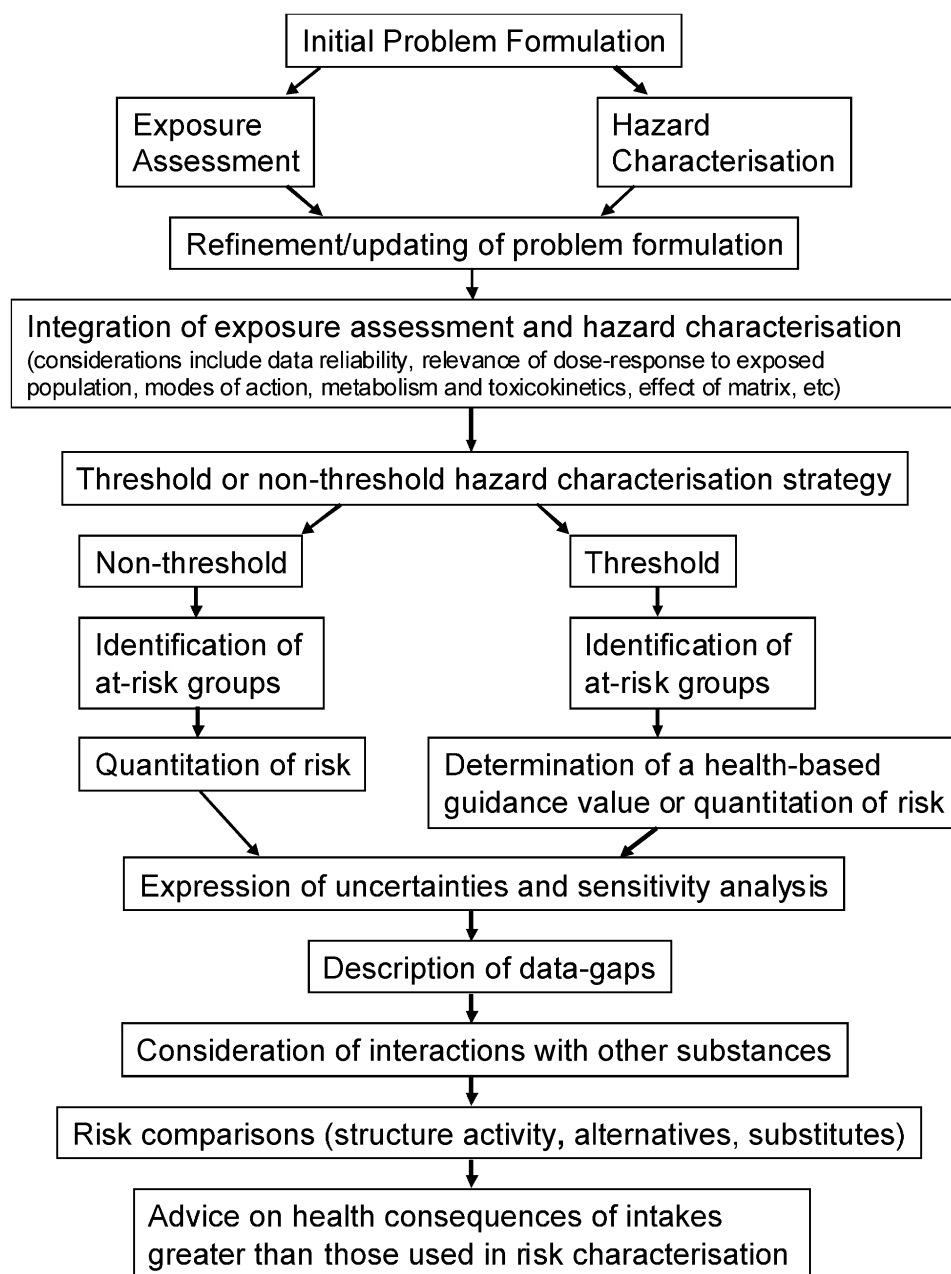 Initial Problem Formulation
Exposure
Assessment
Hazard
Characterisation
Refinement/updating of problem formulation
Integration of exposure assessment and hazard characterisation
(considerations include data reliability, relevance of dose-response to exposed
population, modes of action, metabolism and toxicokinetics, effect of matrix, etc)
Threshold or non-threshold hazard characterisation strategy
Non-threshold
Threshold
Identification of
at-risk groups
Identification of
at-risk groups
Quantitation of risk
Determination of a health-based
guidance value or quantitation of risk
Expression of uncertainties and sensitivity analysis
Description of data-gaps
Consideration of interactions with other substances
Risk comparisons (structure activity, alternatives, substitutes)
Advice on health consequences of intakes
greater than those used in risk characterisation